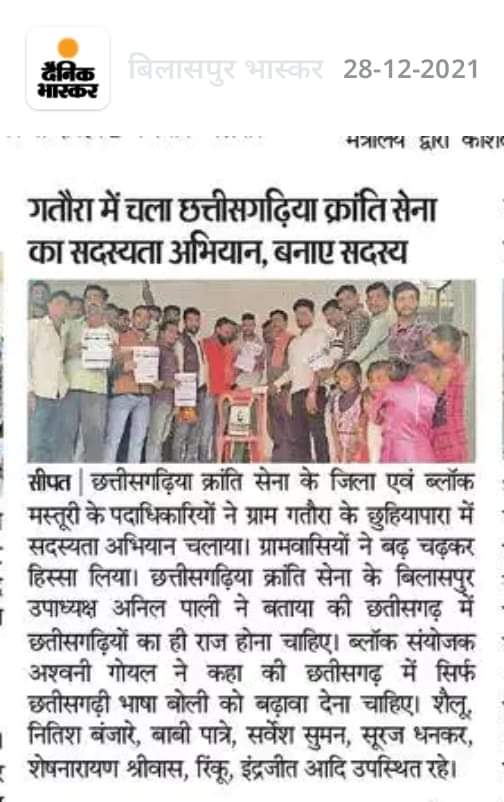 दैनिक
भास्कर
बिलासपुर भास्कर 28-12-2021
मंत्रालय द्वारा
गतौरा में चला छत्तीसगढ़िया क्रांति सेना
का सदस्यता अभियान, बनाए सदस्य
सीपत | छत्तीसगढ़िया क्रांति सेना के जिला एवं ब्लॉक
मस्तूरी के पदाधिकारियों ने ग्राम गतौरा के छुहियापारा में
सदस्यता अभियान चलाया। ग्रामवासियों ने बढ़ चढ़कर
हिस्सा लिया। छत्तीसगढ़िया क्रांति सेना के बिलासपुर
उपाध्यक्ष अनिल पाली ने बताया की छतीसगढ़ में
छतीसगढ़ियों का ही राज होना चाहिए। ब्लॉक संयोजक
अश्वनी गोयल ने कहा की छतीसगढ़ में सिर्फ
छतीसगढ़ी भाषा बोली को बढ़ावा देना चाहिए। शैलू,
नितिश बंजारे, बाबी पात्रे, सर्वेश सुमन, सूरज धनकर,
शेषनारायण श्रीवास, रिंकू, इंद्रजीत आदि उपस्थित रहे।